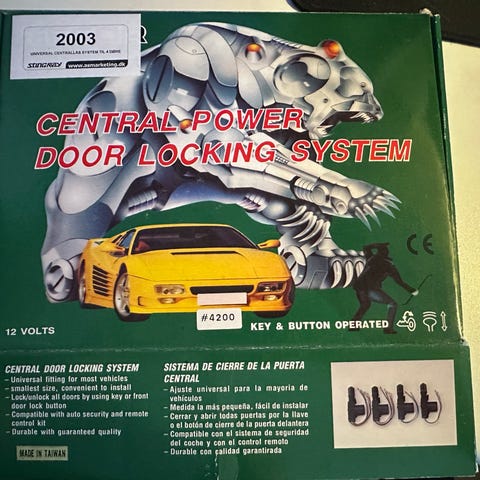 2003
UNIVERSAL CENTRALLÅS SYSTEM TIL 4 DØRE
STINGRAY www.asmarketing.dk
R
CENTRAL POWER
DOOR LOCKING SYSTEM
CE
#4200
12 VOLTS
KEY & BUTTON OPERATED
CENTRAL DOOR LOCKING SYSTEM
– Universal fitting for most vehicles
– smallest size, convenient to install
– Lock/unlock all doors by using key or front
door lock button
– Compatible with auto security and remote
control kit
– Durable with guaranteed quality
MADE IN TAIWAN
SISTEMA DE CIERRE DE LA PUERTA
CENTRAL
– Ajuste universal para la mayoria de
vehículos
– Medida la más pequeña, fácil de instalar
– Cerrar y abrir todas puertas por la llave
o el botón de cierre de la puerta delantera
– Compatible con el sistema de seguridad
del coche y con el control remoto
– Durable con calidad garantirada